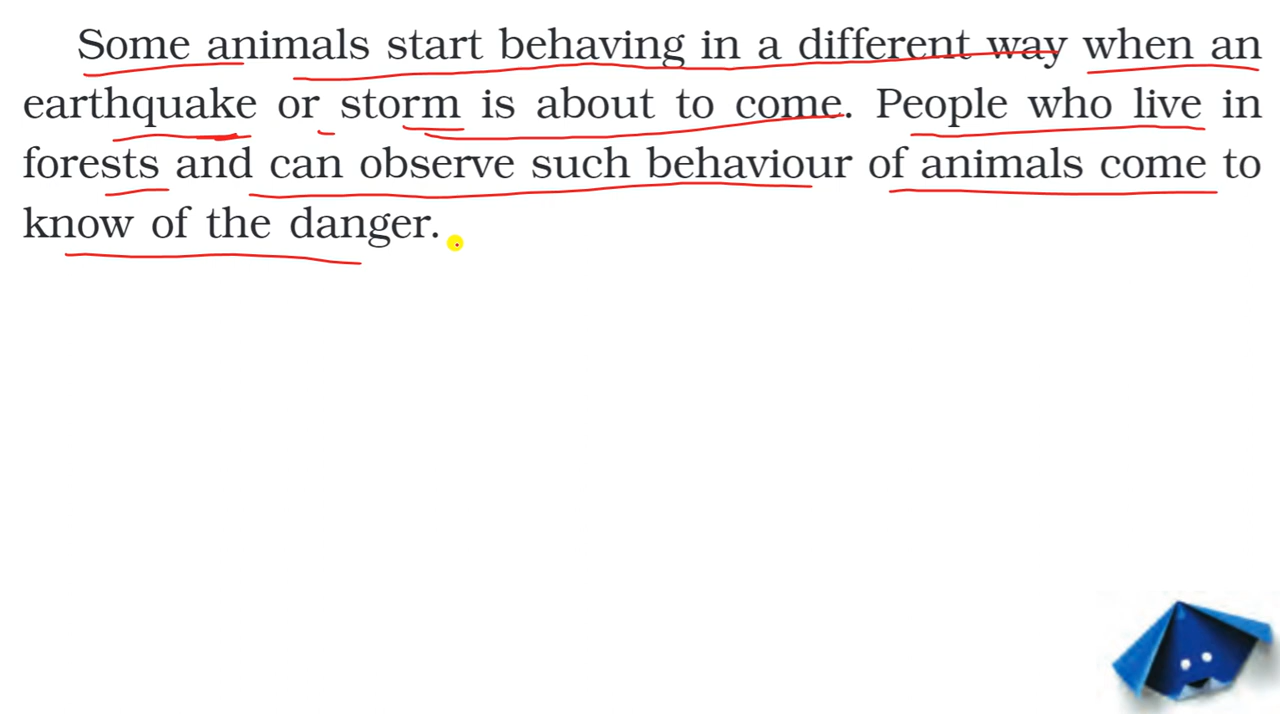 Some animals start behaving in a different way when an
earthquake or storm is about to come. People who live in
forests and can observe such behaviour of animals come to
know of the danger.